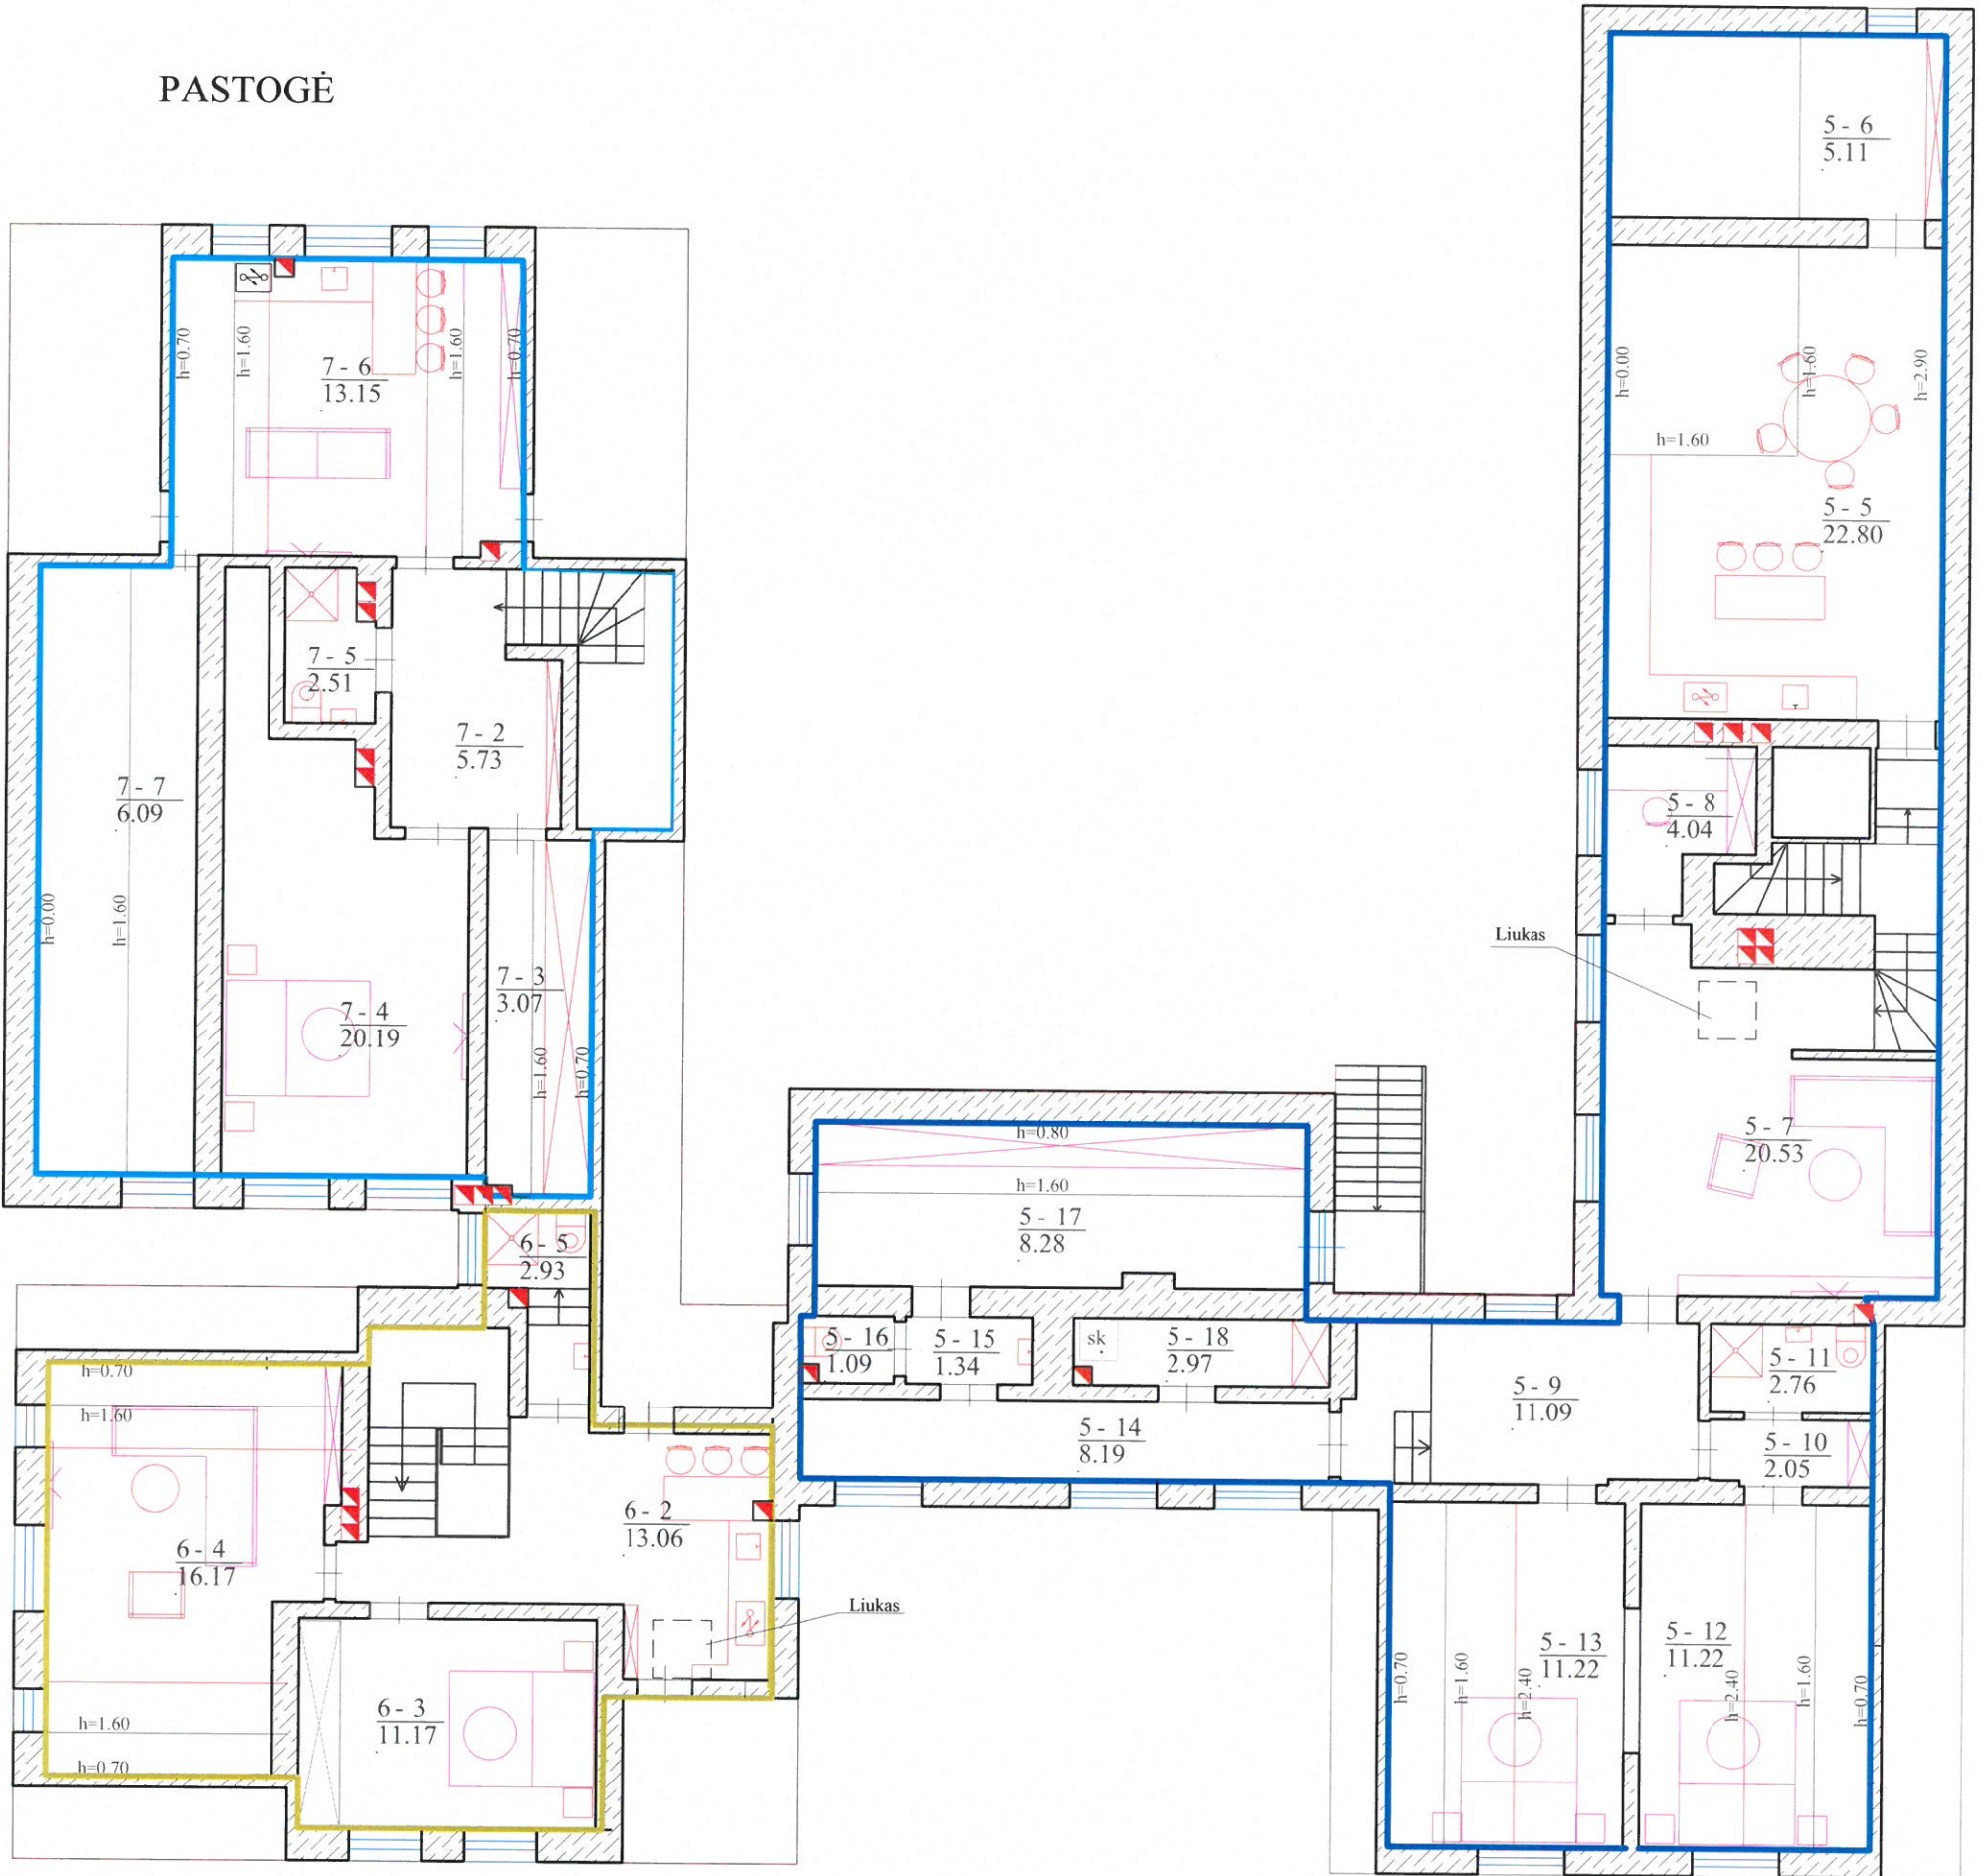 PASTOGĖ
5 - 6
5.11
h=0.70
h=1.60
7 - 6
13.15
h=1.60
h=0.70
h=0.00
h=1.60
h=2.90
h=1.60
5 - 5
22.80
7 - 5
2.51
7 - 2
5.73
7 - 7
6.09
5 - 8
4.04
h=0.00
h=1.60
Liukas
7 - 3
3.07
7 - 4
20.19
h=1.60
h=0.70
h=0.80
5 - 7
20.53
h=1.60
5 - 17
8.28
6 - 5
2.93
5 - 16
1.09
5 - 15
1.34
sk
5 - 18
2.97
5 - 11
2.76
h=0.70
h=1.60
5 - 9
11.09
5 - 14
8.19
5 - 10
2.05
6 - 2
13.06
6 - 4
16.17
Liukas
5 - 13
11.22
5 - 12
11.22
h=0.70
h=1.60
h=2.40
h=2.40
h=1.60
h=0.70
6 - 3
11.17
h=1.60
h=0.70